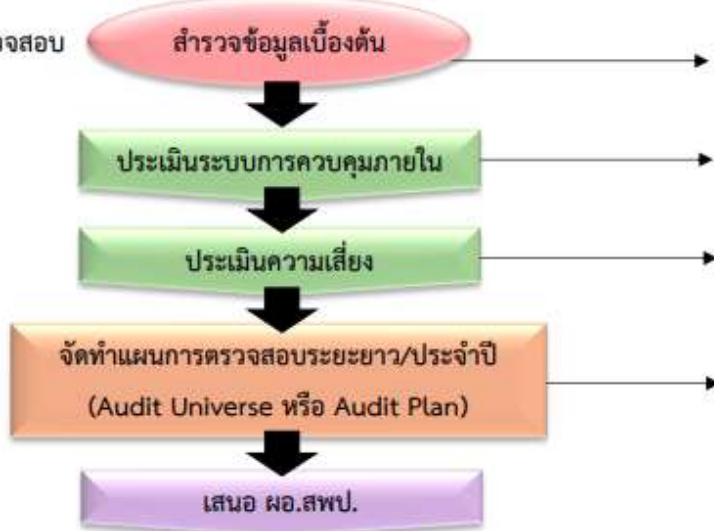 สำรวจข้อมูลเบื้องต้น
ประเมินระบบการควบคุมภายใน
ประเมินความเสี่ยง
จัดทำแผนการตรวจสอบระยะยาว/ประจำปี
(Audit Universe หรือ Audit Plan)
เสนอ ผอ.สพป.